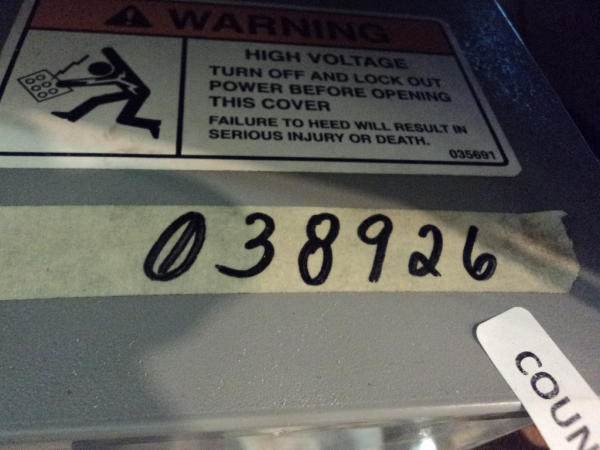 WARNING
HIGH VOLTAGE
TURN OFF AND LOCK OUT
POWER BEFORE OPENING
THIS COVER
FAILURE TO HEED WILL RESULT IN
SERIOUS INJURY OR DEATH.
035691
038926
COUN